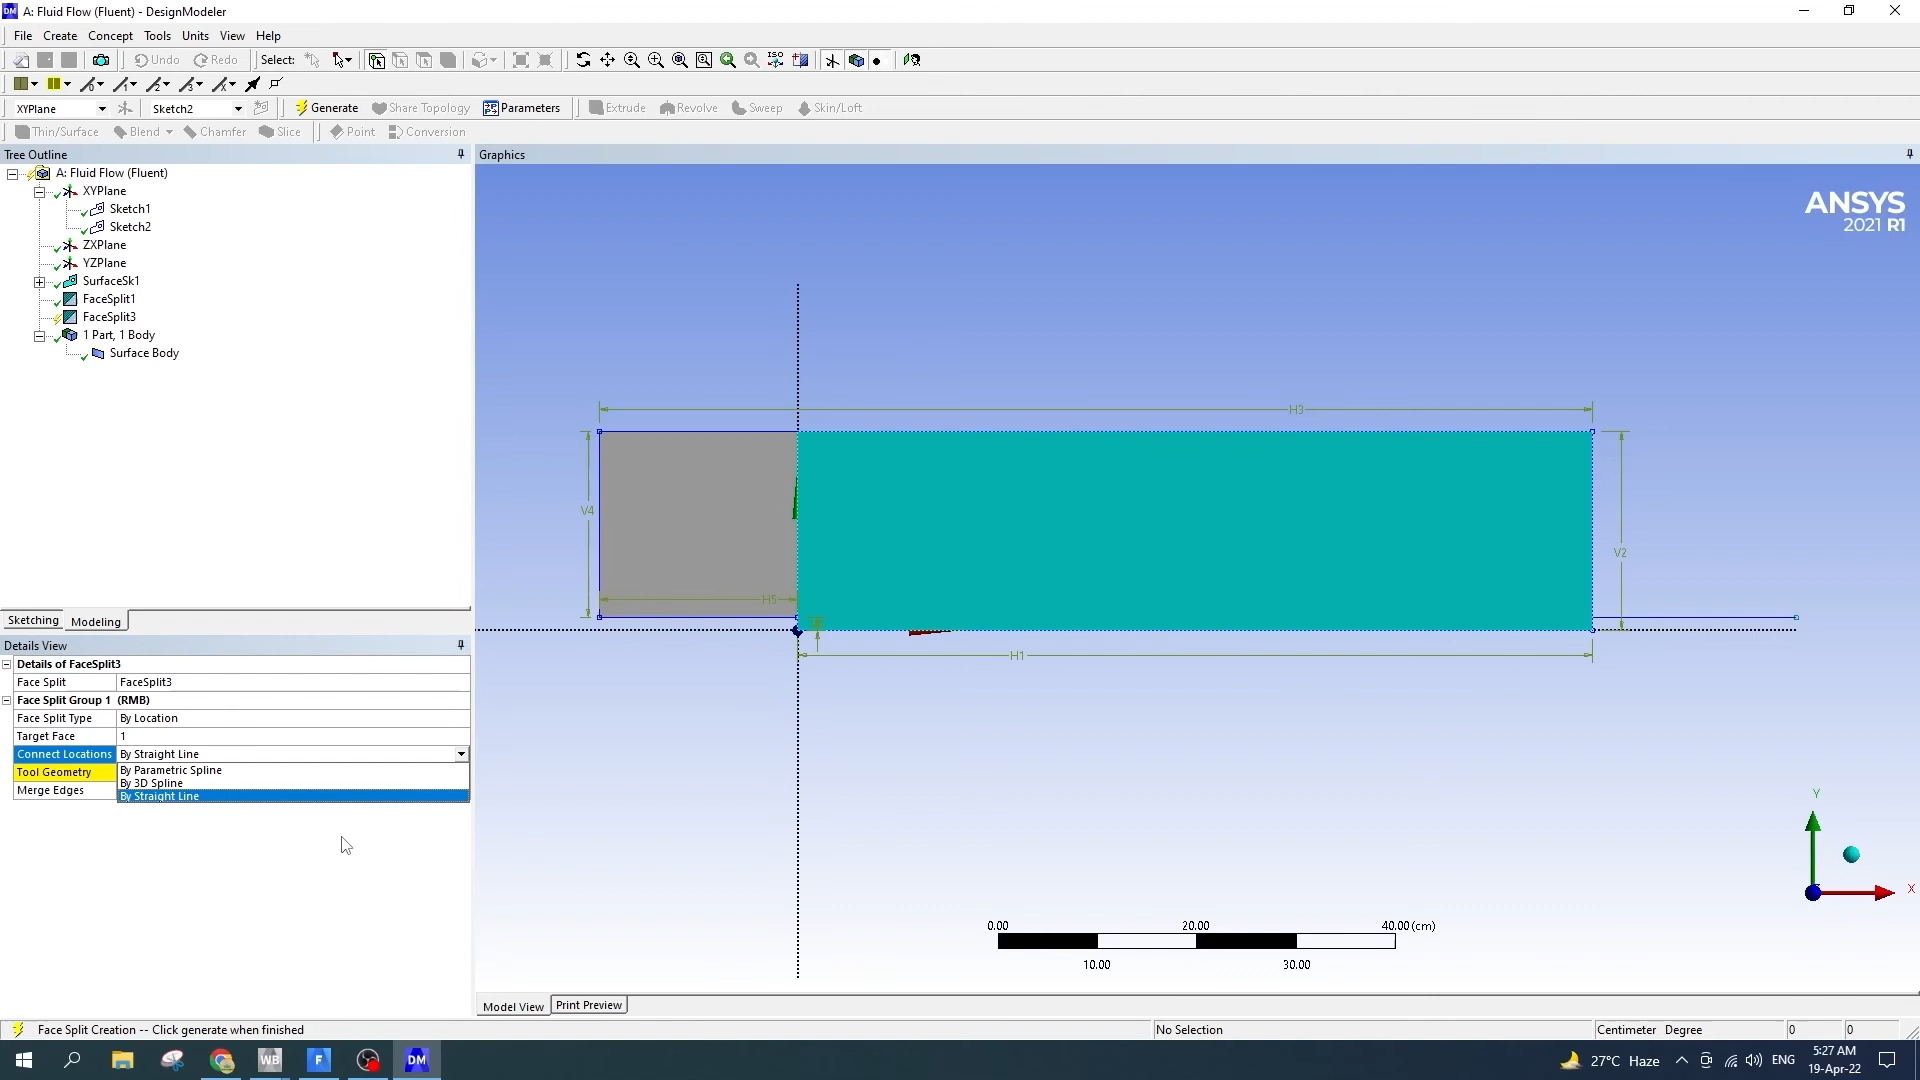 A: Fluid Flow (Fluent) - DesignModeler
File Create Concept Tools Units View Help
Undo Redo Select: ISO
XYPlane Sketch2 Generate Share Topology Parameters Extrude Revolve Sweep Skin/Loft
Thin/Surface Blend Chamfer Slice Point Conversion
Tree Outline
A: Fluid Flow (Fluent)
XYPlane
Sketch1
Sketch2
ZXPlane
YZPlane
SurfaceSk1
FaceSplit1
FaceSplit3
1 Part, 1 Body
Surface Body
Sketching Modeling
Details View
Details of FaceSplit3
Face Split FaceSplit3
Face Split Group 1 (RMB)
Face Split Type By Location
Target Face 1
Connect Locations By Straight Line
Tool Geometry
Merge Edges
By Parametric Spline
By 3D Spline
By Straight Line
Graphics
ANSYS
2021 R1
H3
V4
V2
H5
H1
Y
X
0.00 20.00 40.00 (cm)
10.00 30.00
Model View Print Preview
Face Split Creation -- Click generate when finished
No Selection
Centimeter Degree 0 0
WB F DM
27°C Haze
ENG
5:27 AM
19-Apr-22